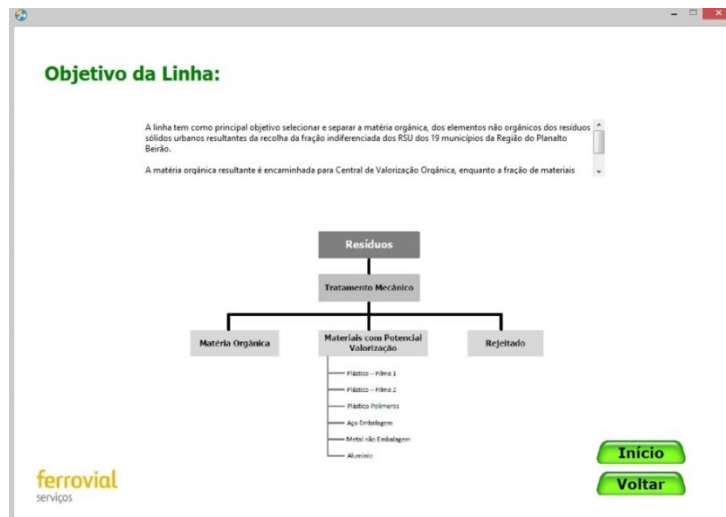 Objetivo da Linha:
A linha tem como principal objetivo selecionar e separar a matéria orgânica, dos elementos não orgânicos dos resíduos
sólidos urbanos resultantes da recolha da fração indiferenciada dos RSU dos 19 municípios da Região do Planalto
Beirão.
A matéria orgânica resultante é encaminhada para Central de Valorização Orgânica, enquanto a fração de materiais
Resíduos
Tratamento Mecânico
Matéria Orgânica
Materiais com Potencial
Valorização
Rejeitado
Plástico – Filme 1
Plástico – Filme 2
Plástico Polímeros
Aço Embalagem
Metal não Embalagem
Alumínio
Início
Voltar
ferrovial
serviços